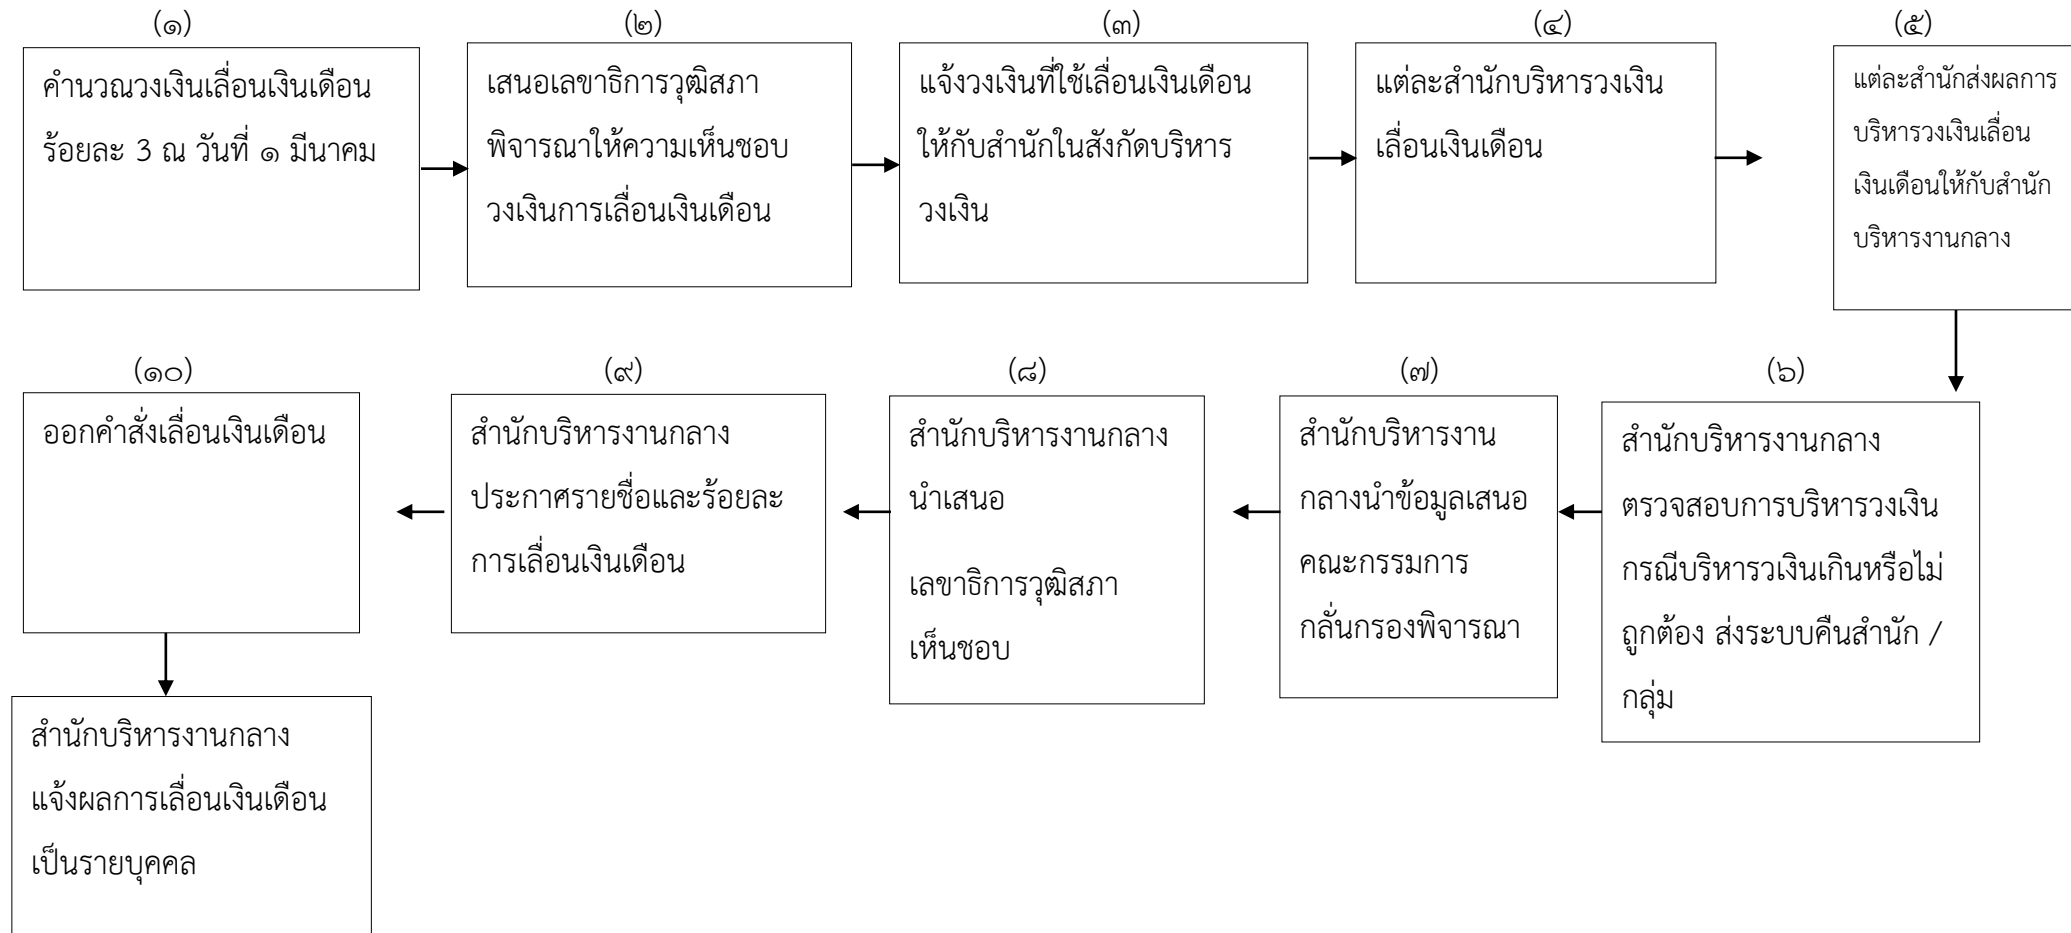 (๑)
คำนวณวงเงินเลื่อนเงินเดือน
ร้อยละ 3 ณ วันที่ ๑ มีนาคม
(๒)
เสนอเลขาธิการวุฒิสภา
พิจารณาให้ความเห็นชอบ
วงเงินการเลื่อนเงินเดือน
(๓)
แจ้งวงเงินที่ใช้เลื่อนเงินเดือน
ให้กับสำนักในสังกัดบริหาร
วงเงิน
(๔)
แต่ละสำนักบริหารวงเงิน
เลื่อนเงินเดือน
(๕)
แต่ละสำนักส่งผลการ
บริหารวงเงินเลื่อน
เงินเดือนให้กับสำนัก
บริหารงานกลาง
(๖)
สำนักบริหารงานกลาง
ตรวจสอบการบริหารวงเงิน
กรณีบริหารวเงินเกินหรือไม่
ถูกต้อง ส่งระบบคืนสำนัก /
กลุ่ม
(๗)
สำนักบริหารงาน
กลางนำข้อมูลเสนอ
คณะกรรมการ
กลั่นกรองพิจารณา
(๘)
สำนักบริหารงานกลาง
นำเสนอ
เลขาธิการวุฒิสภา
เห็นชอบ
(๙)
สำนักบริหารงานกลาง
ประกาศรายชื่อและร้อยละ
การเลื่อนเงินเดือน
(๑๐)
ออกคำสั่งเลื่อนเงินเดือน
สำนักบริหารงานกลาง
แจ้งผลการเลื่อนเงินเดือน
เป็นรายบุคคล